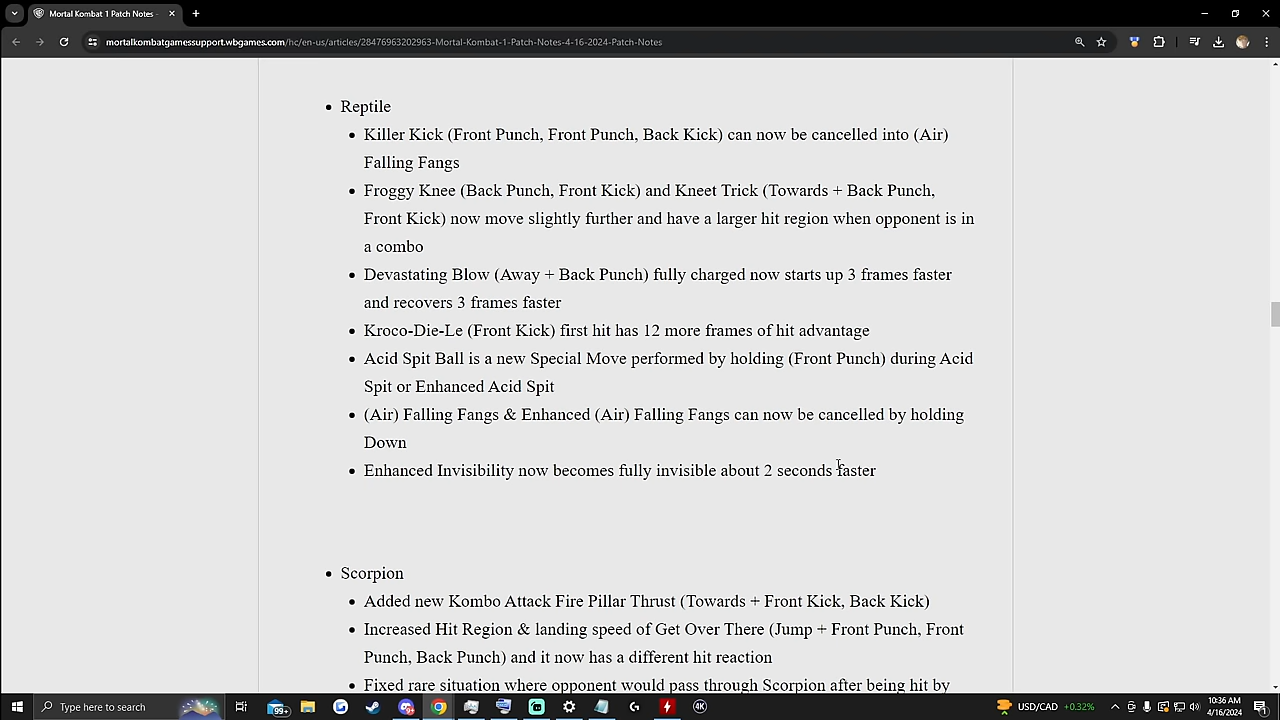 Mortal Kombat 1 Patch Notes -
mortalkombatgamessupport.wbgames.com/hc/en-us/articles/28476963202963-Mortal-Kombat-1-Patch-Notes-4-16-2024-Patch-Notes
Reptile
Killer Kick (Front Punch, Front Punch, Back Kick) can now be cancelled into (Air)
Falling Fangs
Froggy Knee (Back Punch, Front Kick) and Kneet Trick (Towards + Back Punch,
Front Kick) now move slightly further and have a larger hit region when opponent is in
a combo
Devastating Blow (Away + Back Punch) fully charged now starts up 3 frames faster
and recovers 3 frames faster
Kroco-Die-Le (Front Kick) first hit has 12 more frames of hit advantage
Acid Spit Ball is a new Special Move performed by holding (Front Punch) during Acid
Spit or Enhanced Acid Spit
(Air) Falling Fangs & Enhanced (Air) Falling Fangs can now be cancelled by holding
Down
Enhanced Invisibility now becomes fully invisible about 2 seconds faster
Scorpion
Added new Kombo Attack Fire Pillar Thrust (Towards + Front Kick, Back Kick)
Increased Hit Region & landing speed of Get Over There (Jump + Front Punch, Front
Punch, Back Punch) and it now has a different hit reaction
Fixed rare situation where opponent would pass through Scorpion after being hit by
Type here to search
99+
4K
USD/CAD +0.32%
10:36 AM
4/16/2024